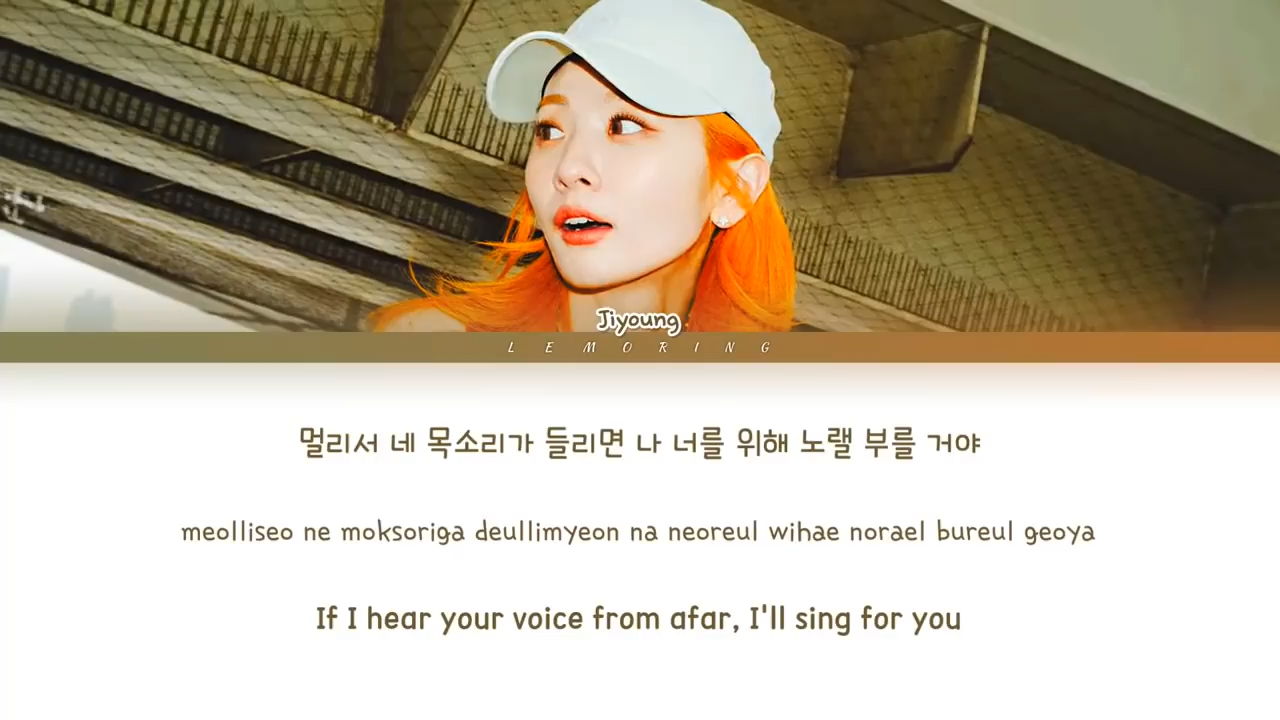 Jiyoung
LEMORING
멀리서 네 목소리가 들리면 나 너를 위해 노랠 부를 거야
meolliseo ne moksoriga deullimyeon na neoreul wihae norael bureul geoya
If I hear your voice from afar, I'll sing for you